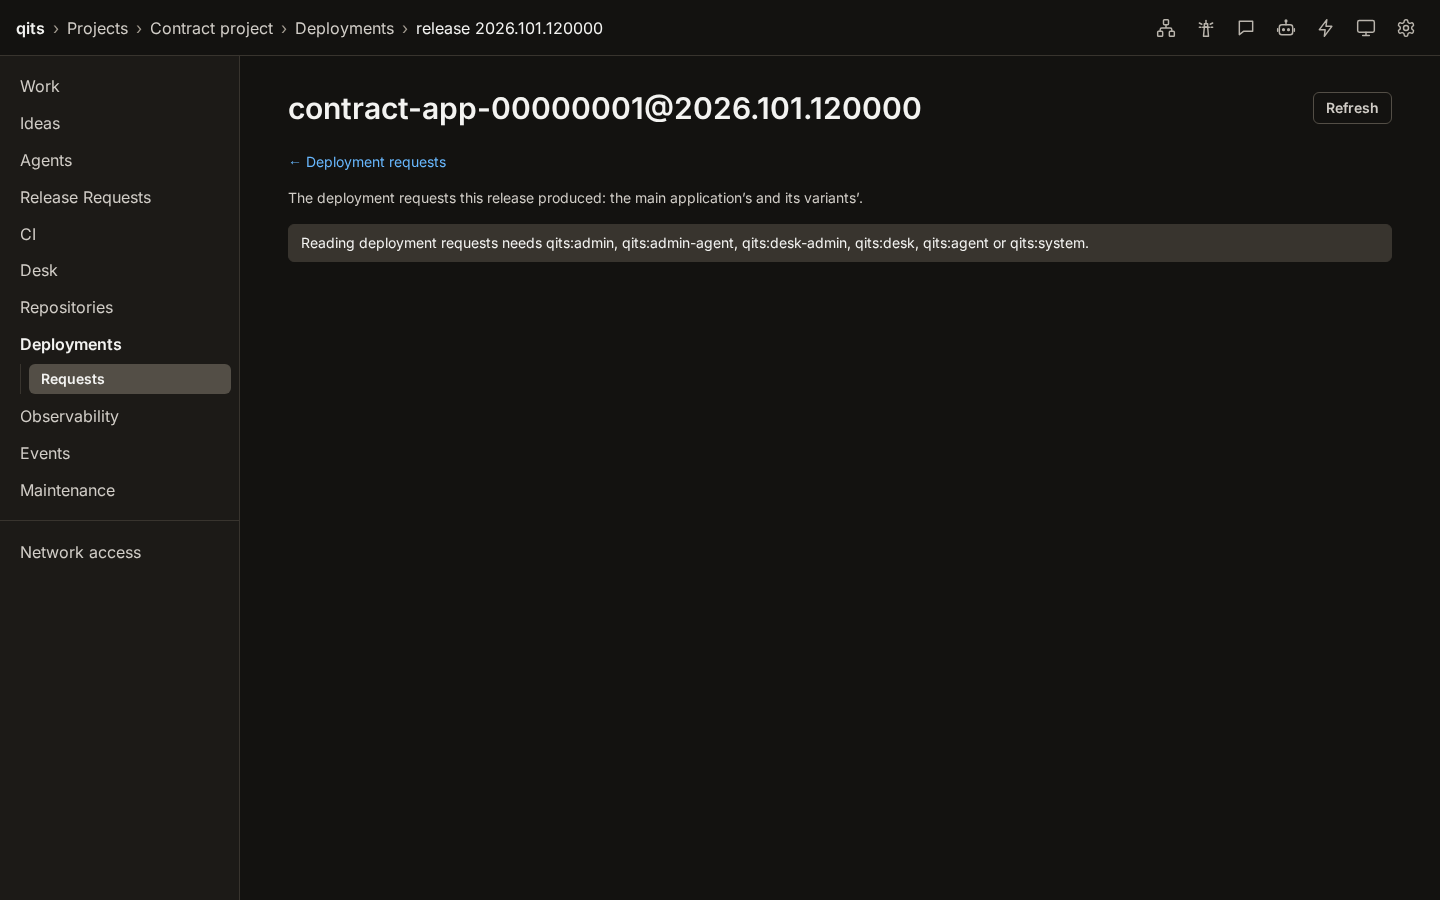 qits › Projects › Contract project › Deployments › release 2026.101.120000
Work
Ideas
Agents
Release Requests
CI
Desk
Repositories
Deployments
Requests
Observability
Events
Maintenance
Network access
contract-app-00000001@2026.101.120000
Refresh
← Deployment requests
The deployment requests this release produced: the main application’s and its variants’.
Reading deployment requests needs qits:admin, qits:admin-agent, qits:desk-admin, qits:desk, qits:agent or qits:system.